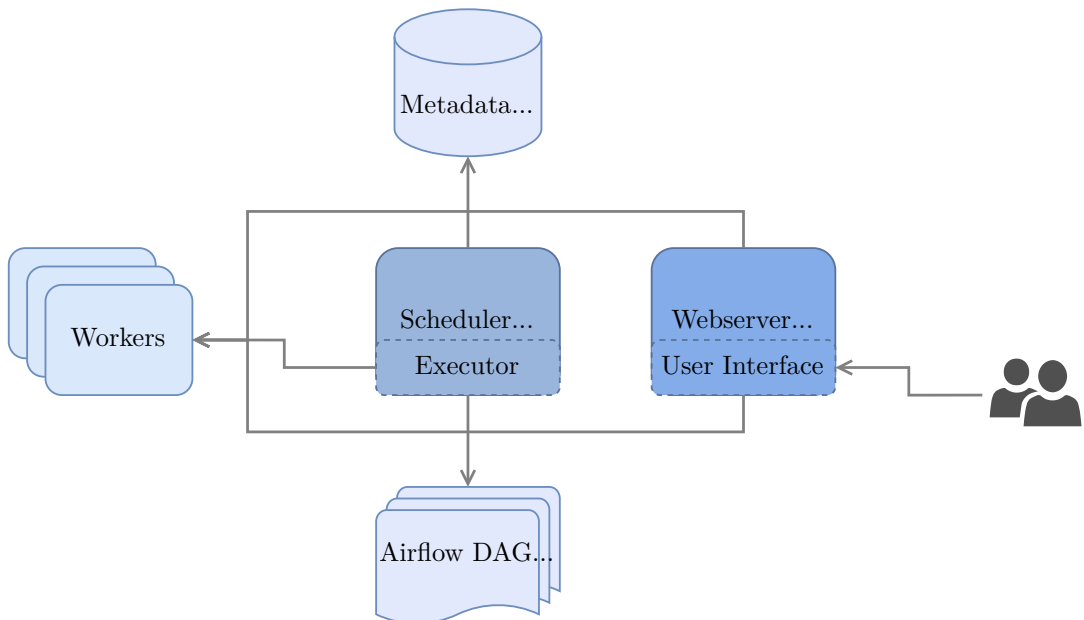 Metadata...
Workers
Scheduler...
Executor
Webserver...
User Interface
Airflow DAG...